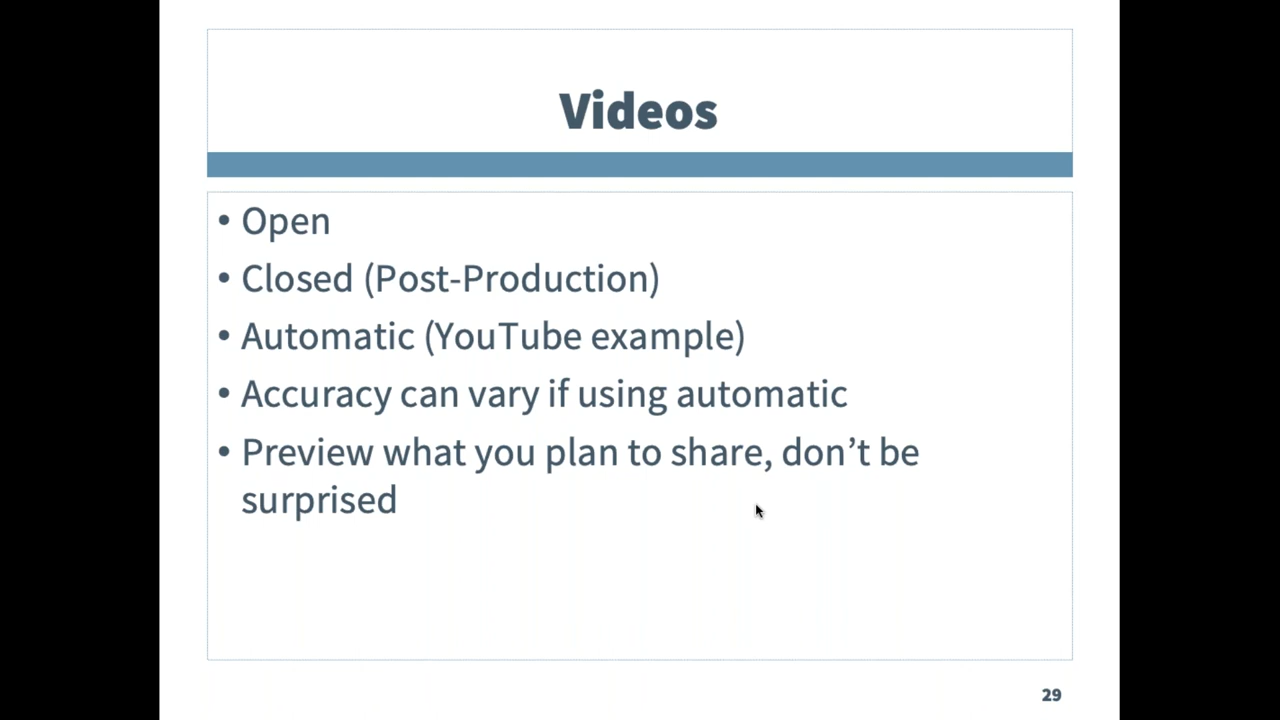 Videos
• Open
• Closed (Post-Production)
• Automatic (YouTube example)
• Accuracy can vary if using automatic
• Preview what you plan to share, don’t be
surprised
29